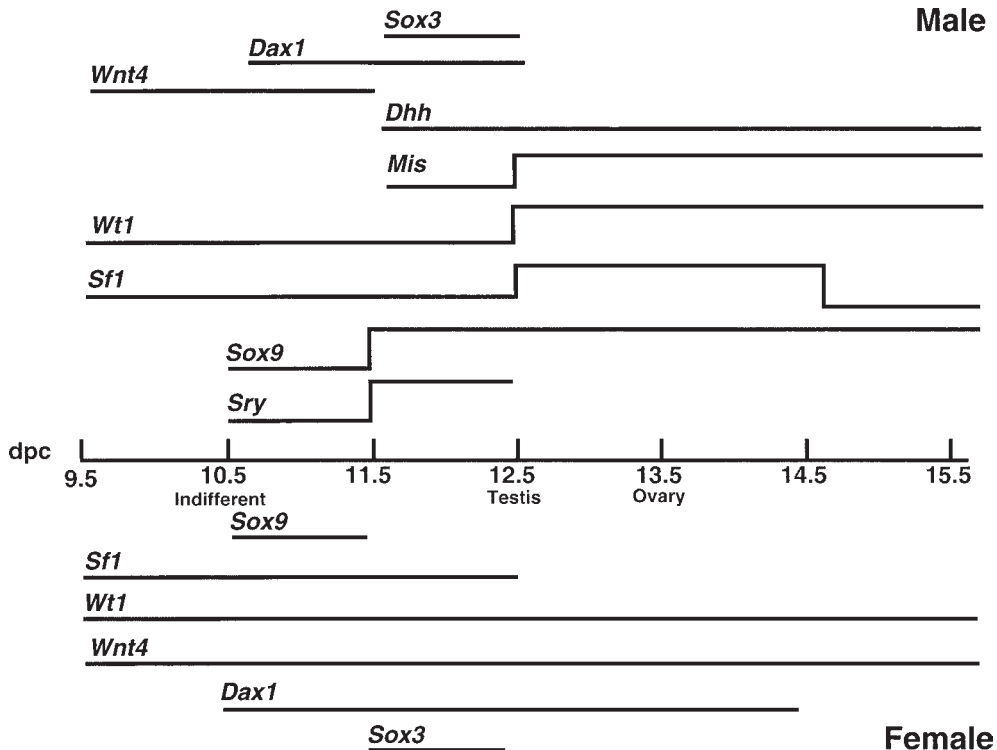 Sox3
Male
Dax1
Wnt4
Dhh
Mis
Wt1
Sf1
Sox9
Sry
dpc
9.5 10.5 11.5 12.5 13.5 14.5 15.5
Indifferent Testis Ovary
Sox9
Sf1
Wt1
Wnt4
Dax1
Sox3
Female